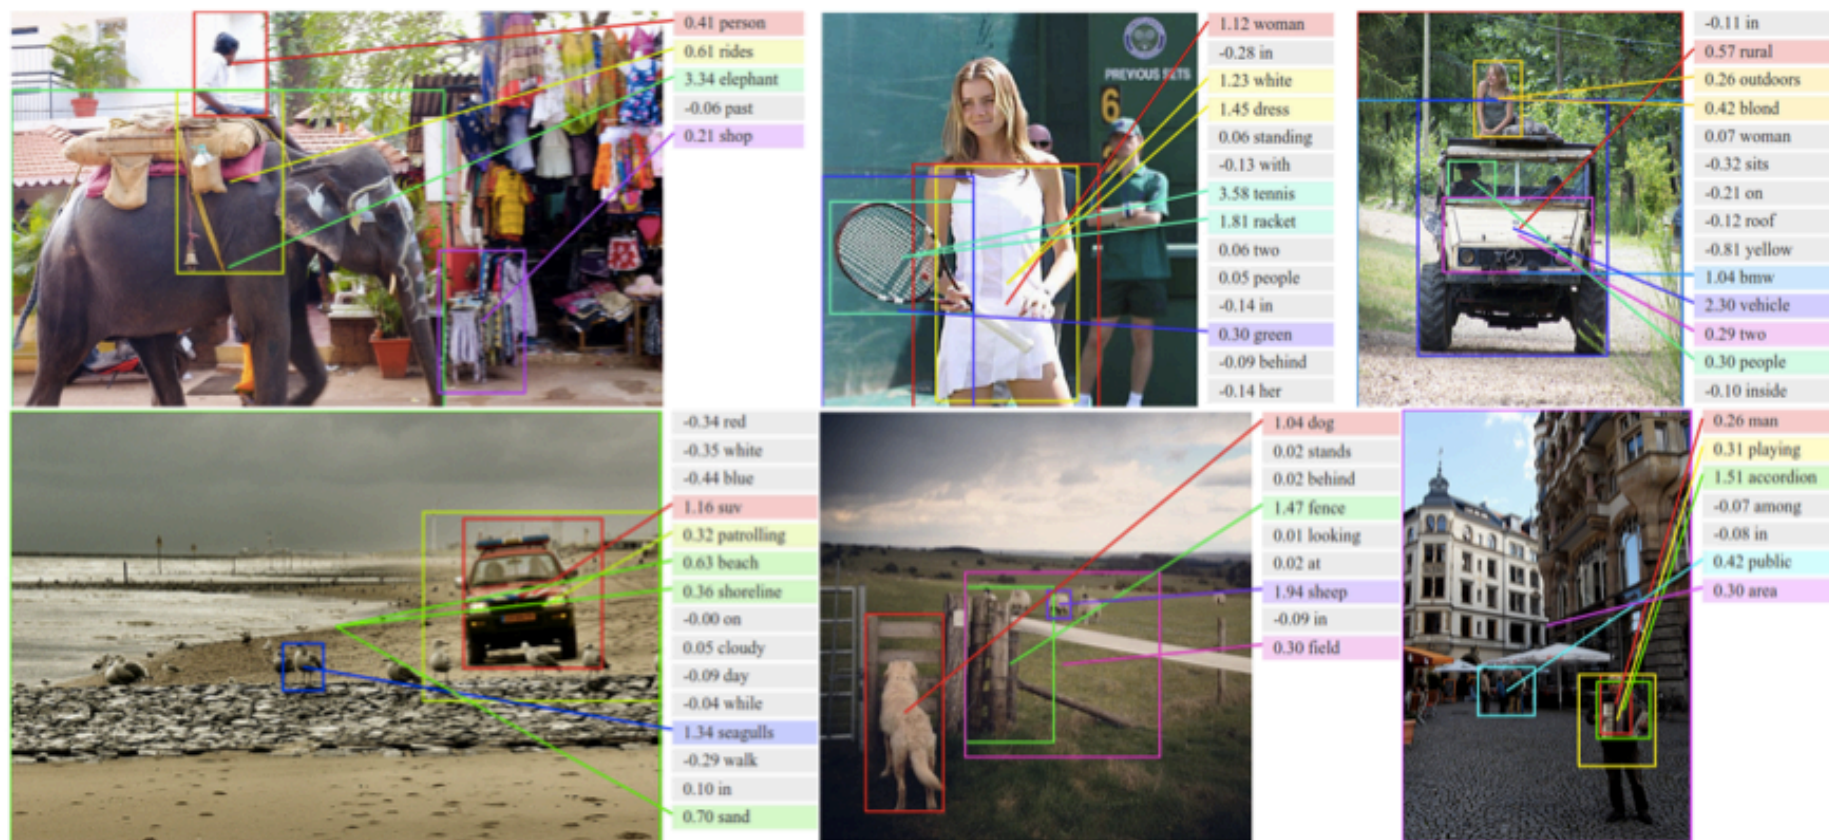 0.41 person
0.61 rides
3.34 elephant
-0.06 past
0.21 shop
PREVIOUS SETS
6
1.12 woman
-0.28 in
1.23 white
1.45 dress
0.06 standing
-0.13 with
3.58 tennis
1.81 racket
0.06 two
0.05 people
-0.14 in
0.30 green
-0.09 behind
-0.14 her
-0.11 in
0.57 rural
0.26 outdoors
0.42 blond
0.07 woman
-0.32 sits
-0.21 on
-0.12 roof
-0.81 yellow
1.04 bmw
2.30 vehicle
0.29 two
0.30 people
-0.10 inside
-0.34 red
-0.35 white
-0.44 blue
1.16 suv
0.32 patrolling
0.63 beach
0.36 shoreline
-0.00 on
0.05 cloudy
-0.09 day
-0.04 while
1.34 seagulls
-0.29 walk
0.10 in
0.70 sand
1.04 dog
0.02 stands
0.02 behind
1.47 fence
0.01 looking
0.02 at
1.94 sheep
-0.09 in
0.30 field
0.26 man
0.31 playing
1.51 accordion
-0.07 among
-0.08 in
0.42 public
0.30 area